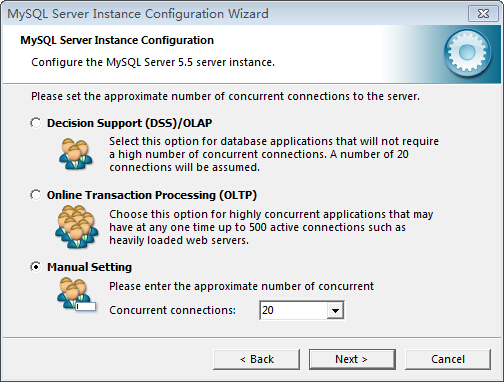 MySQL Server Instance Configuration Wizard
MySQL Server Instance Configuration
Configure the MySQL Server 5.5 server instance.
Please set the approximate number of concurrent connections to the server.
Decision Support (DSS)/OLAP
Select this option for database applications that will not require
a high number of concurrent connections. A number of 20
connections will be assumed.
Online Transaction Processing (OLTP)
Choose this option for highly concurrent applications that may
have at any one time up to 500 active connections such as
heavily loaded web servers.
Manual Setting
Please enter the approximate number of concurrent
Concurrent connections: 20
< Back Next > Cancel